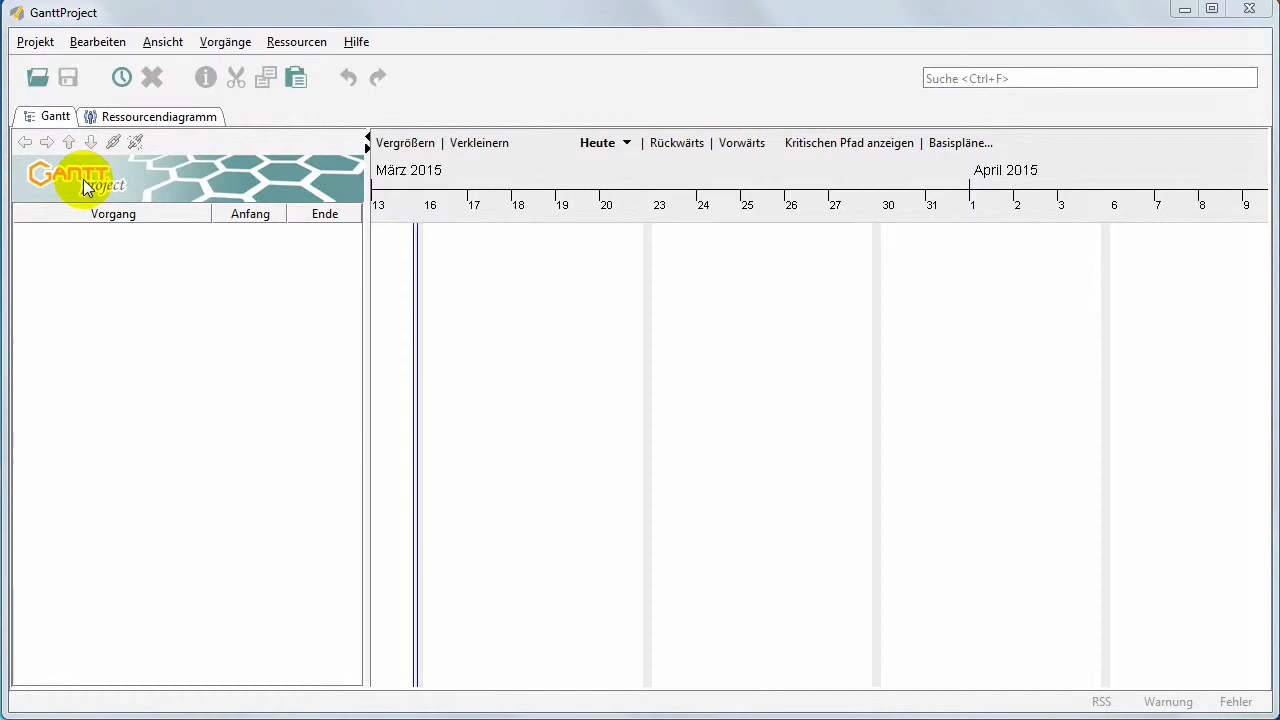 GanttProject
Projekt Bearbeiten Ansicht Vorgänge Ressourcen Hilfe
Suche <Ctrl+F>
Gantt Ressourcendiagramm
Vergrößern | Verkleinern Heute | Rückwärts | Vorwärts | Kritischen Pfad anzeigen | Basispläne...
GANTT project
März 2015 April 2015
13 16 17 18 19 20 23 24 25 26 27 30 31 1 2 3 6 7 8 9
Vorgang Anfang Ende
RSS Warnung Fehler